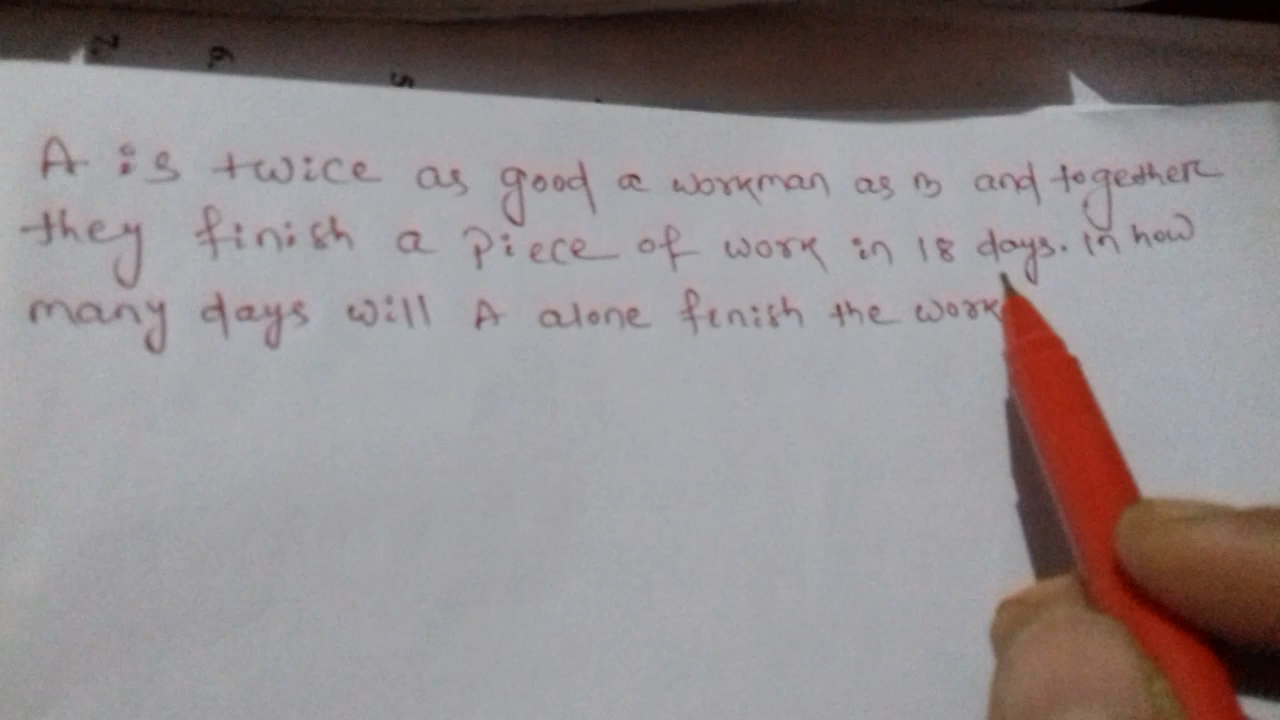 A is twice as good a workman as B and together
they finish a piece of work in 18 days. In how
many days will A alone finish the work